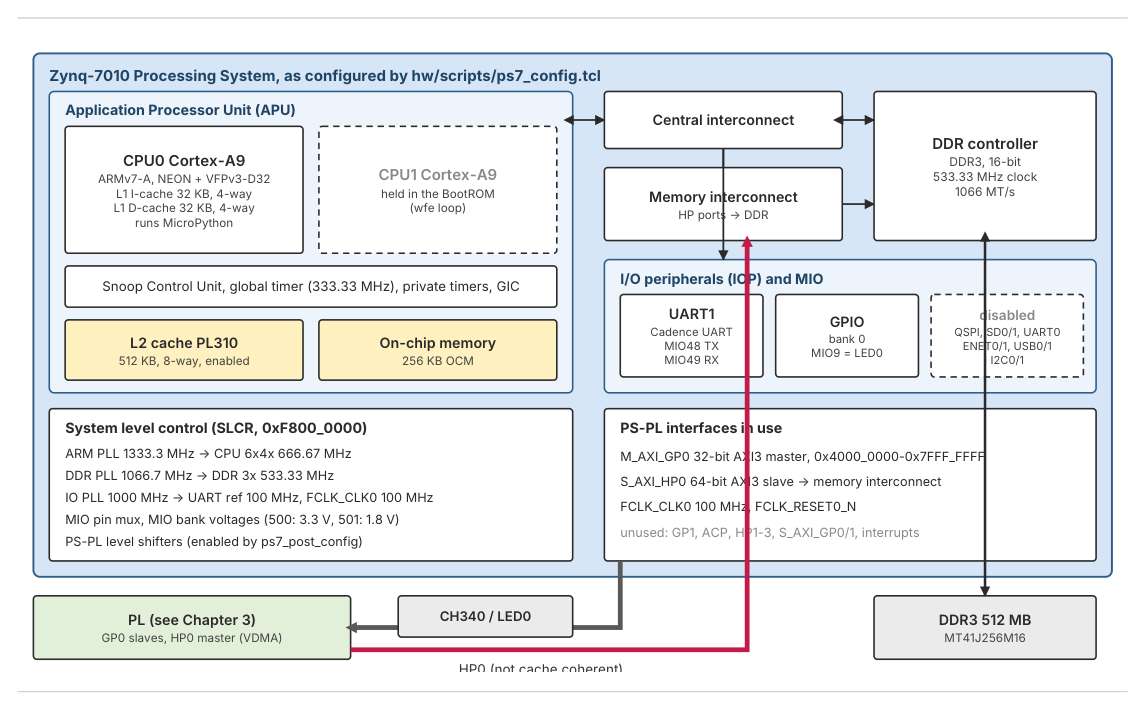 Zynq-7010 Processing System, as configured by hw/scripts/ps7_config.tcl
Application Processor Unit (APU)
CPU0 Cortex-A9
ARMv7-A, NEON + VFPv3-D32
L1 I-cache 32 KB, 4-way
L1 D-cache 32 KB, 4-way
runs MicroPython
CPU1 Cortex-A9
held in the BootROM
(wfe loop)
Snoop Control Unit, global timer (333.33 MHz), private timers, GIC
L2 cache PL310
512 KB, 8-way, enabled
On-chip memory
256 KB OCM
Central interconnect
Memory interconnect
HP ports → DDR
DDR controller
DDR3, 16-bit
533.33 MHz clock
1066 MT/s
I/O peripherals (IOP) and MIO
UART1
Cadence UART
MIO48 TX
MIO49 RX
GPIO
bank 0
MIO9 = LED0
disabled
QSPI, SD0/1, UART0
ENET0/1, USB0/1
I2C0/1
System level control (SLCR, 0xF800_0000)
ARM PLL 1333.3 MHz → CPU 6x4x 666.67 MHz
DDR PLL 1066.7 MHz → DDR 3x 533.33 MHz
IO PLL 1000 MHz → UART ref 100 MHz, FCLK_CLK0 100 MHz
MIO pin mux, MIO bank voltages (500: 3.3 V, 501: 1.8 V)
PS-PL level shifters (enabled by ps7_post_config)
PS-PL interfaces in use
M_AXI_GP0 32-bit AXI3 master, 0x4000_0000-0x7FFF_FFFF
S_AXI_HP0 64-bit AXI3 slave → memory interconnect
FCLK_CLK0 100 MHz, FCLK_RESET0_N
unused: GP1, ACP, HP1-3, S_AXI_GP0/1, interrupts
PL (see Chapter 3)
GP0 slaves, HP0 master (VDMA)
CH340 / LED0
DDR3 512 MB
MT41J256M16
HP0 (not cache coherent)